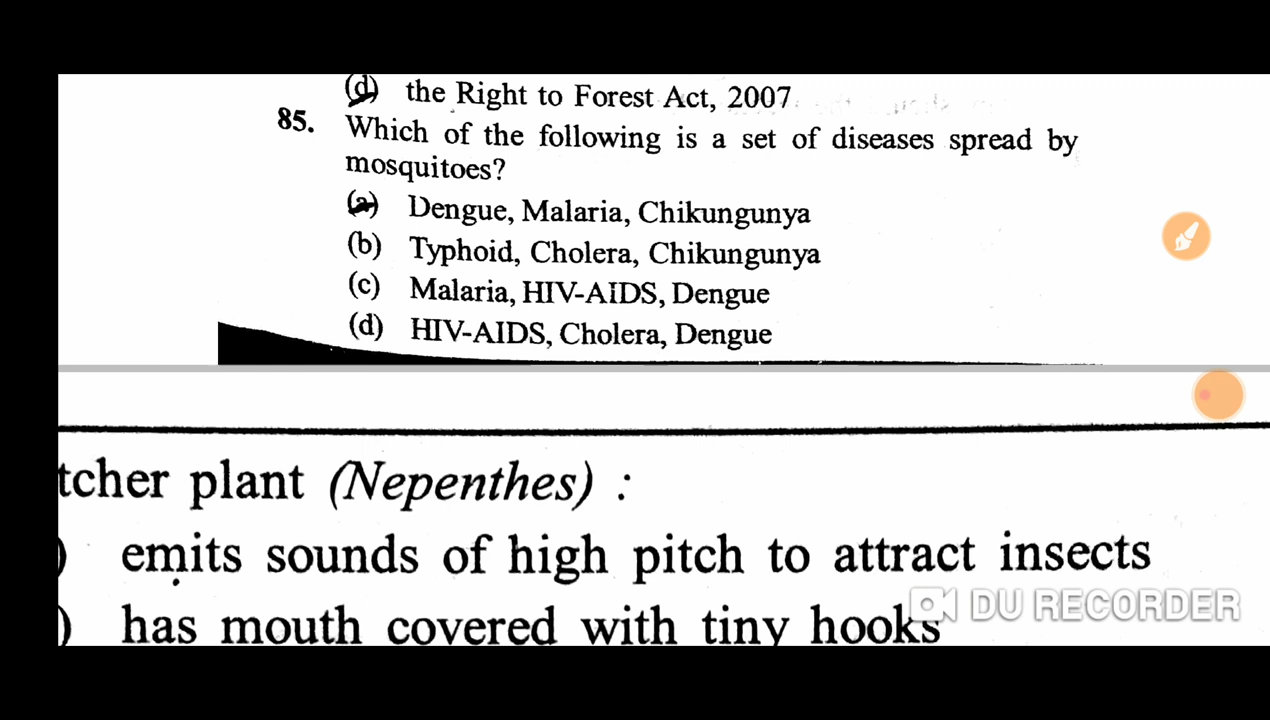 (d) the Right to Forest Act, 2007
85. Which of the following is a set of diseases spread by
mosquitoes?
(a) Dengue, Malaria, Chikungunya
(b) Typhoid, Cholera, Chikungunya
(c) Malaria, HIV-AIDS, Dengue
(d) HIV-AIDS, Cholera, Dengue
tcher plant (Nepenthes) :
) emits sounds of high pitch to attract insects
) has mouth covered with tiny hooks
DU RECORDER